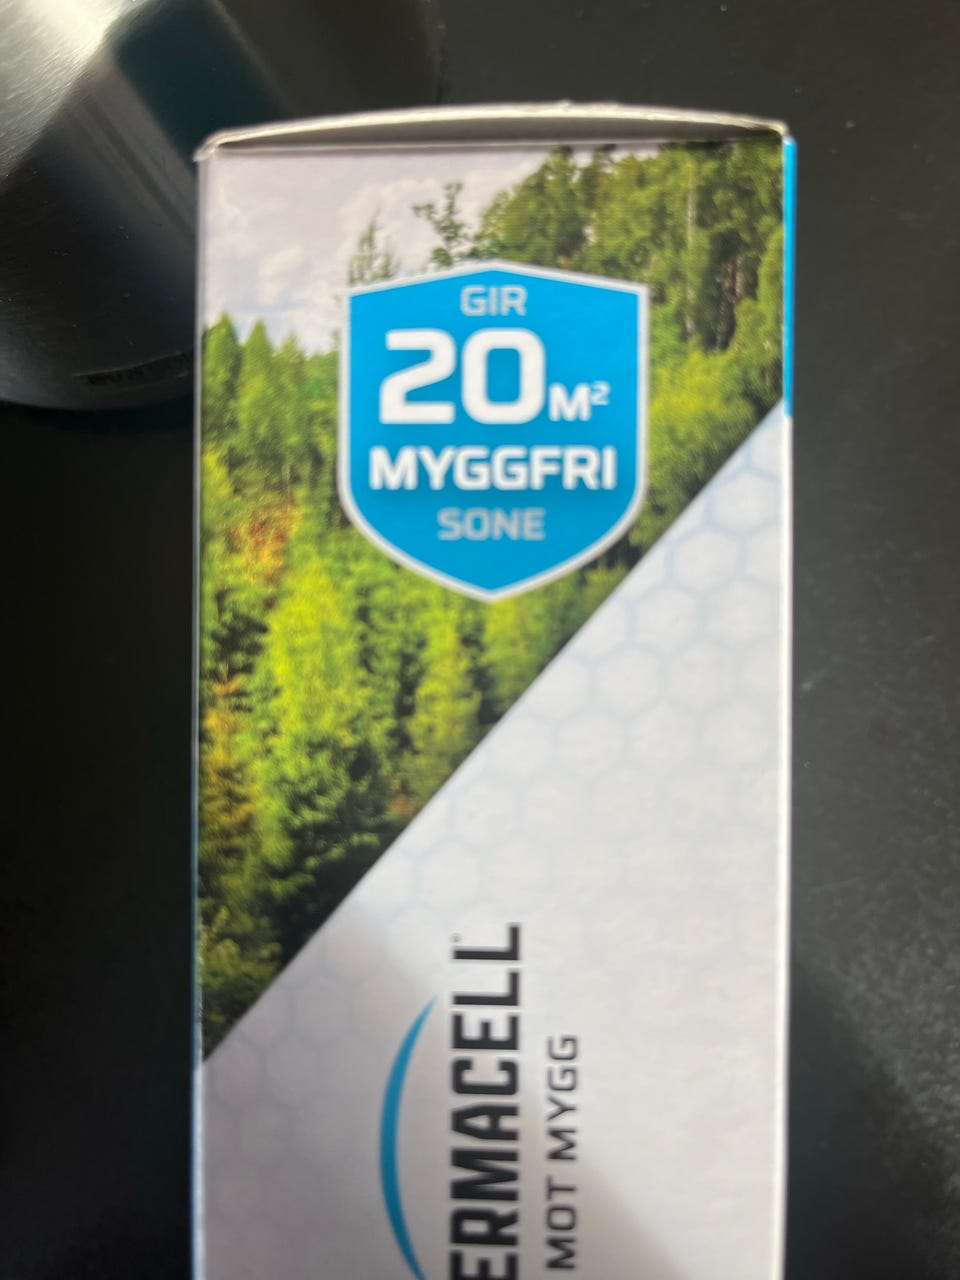 GIR
20M²
MYGGFRI
SONE
ERMACELL
MOT MYGG